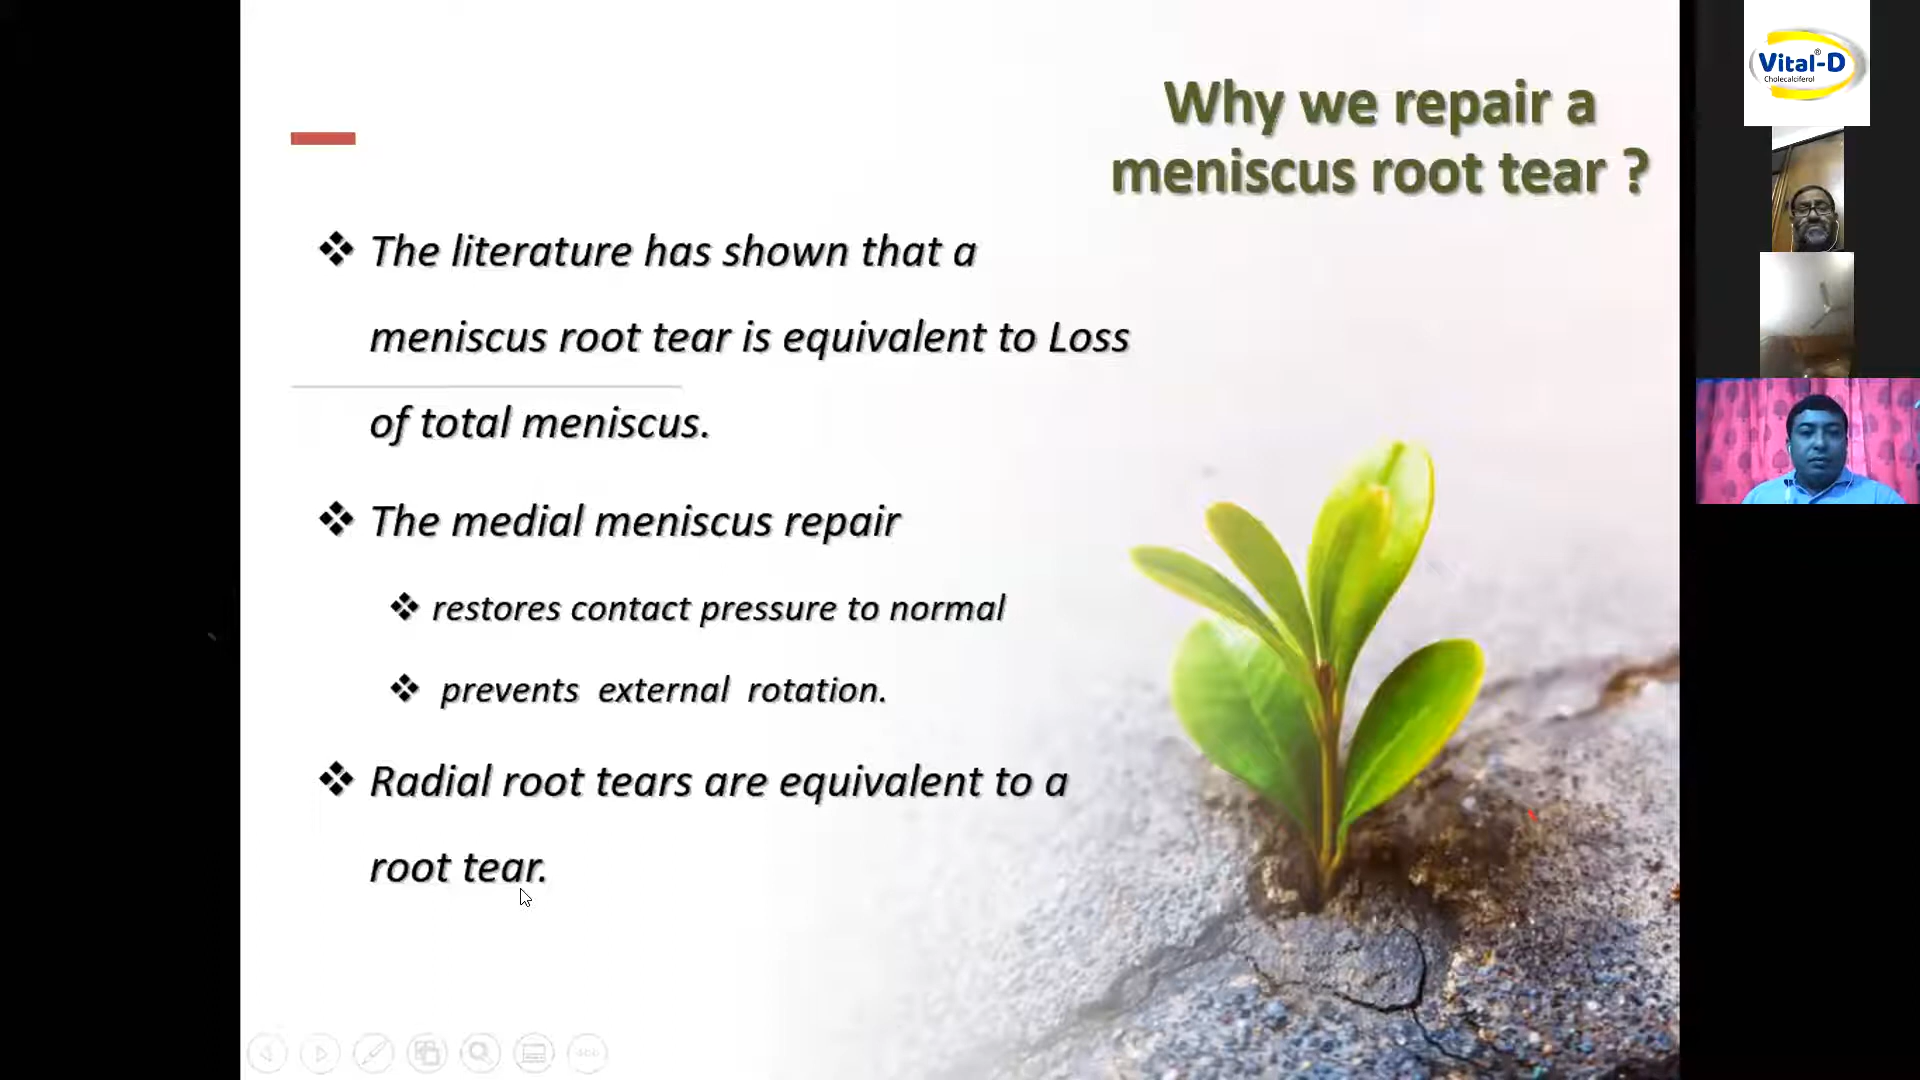 Why we repair a
meniscus root tear ?
❖ The literature has shown that a
meniscus root tear is equivalent to Loss
of total meniscus.
❖ The medial meniscus repair
❖ restores contact pressure to normal
❖ prevents external rotation.
❖ Radial root tears are equivalent to a
root tear.
Vital-D®
Cholecalciferol